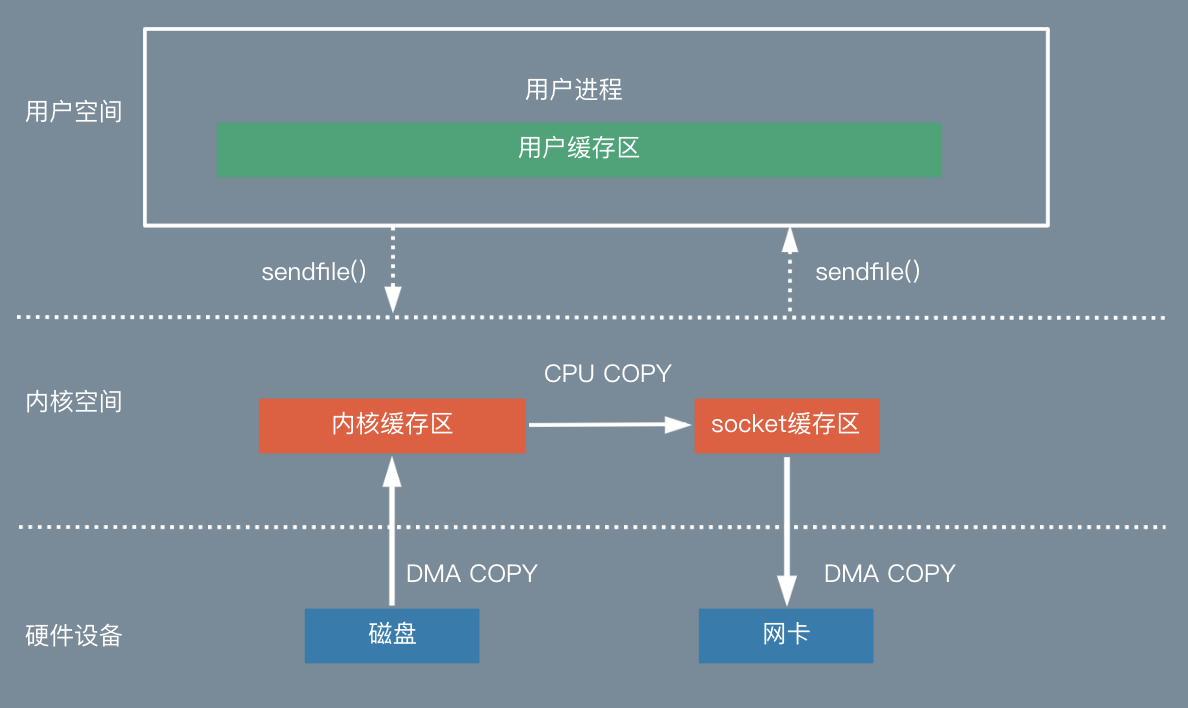 用户进程
用户空间
用户缓存区
sendfile()
sendfile()
CPU COPY
内核空间
内核缓存区
socket缓存区
DMA COPY
DMA COPY
硬件设备
磁盘
网卡